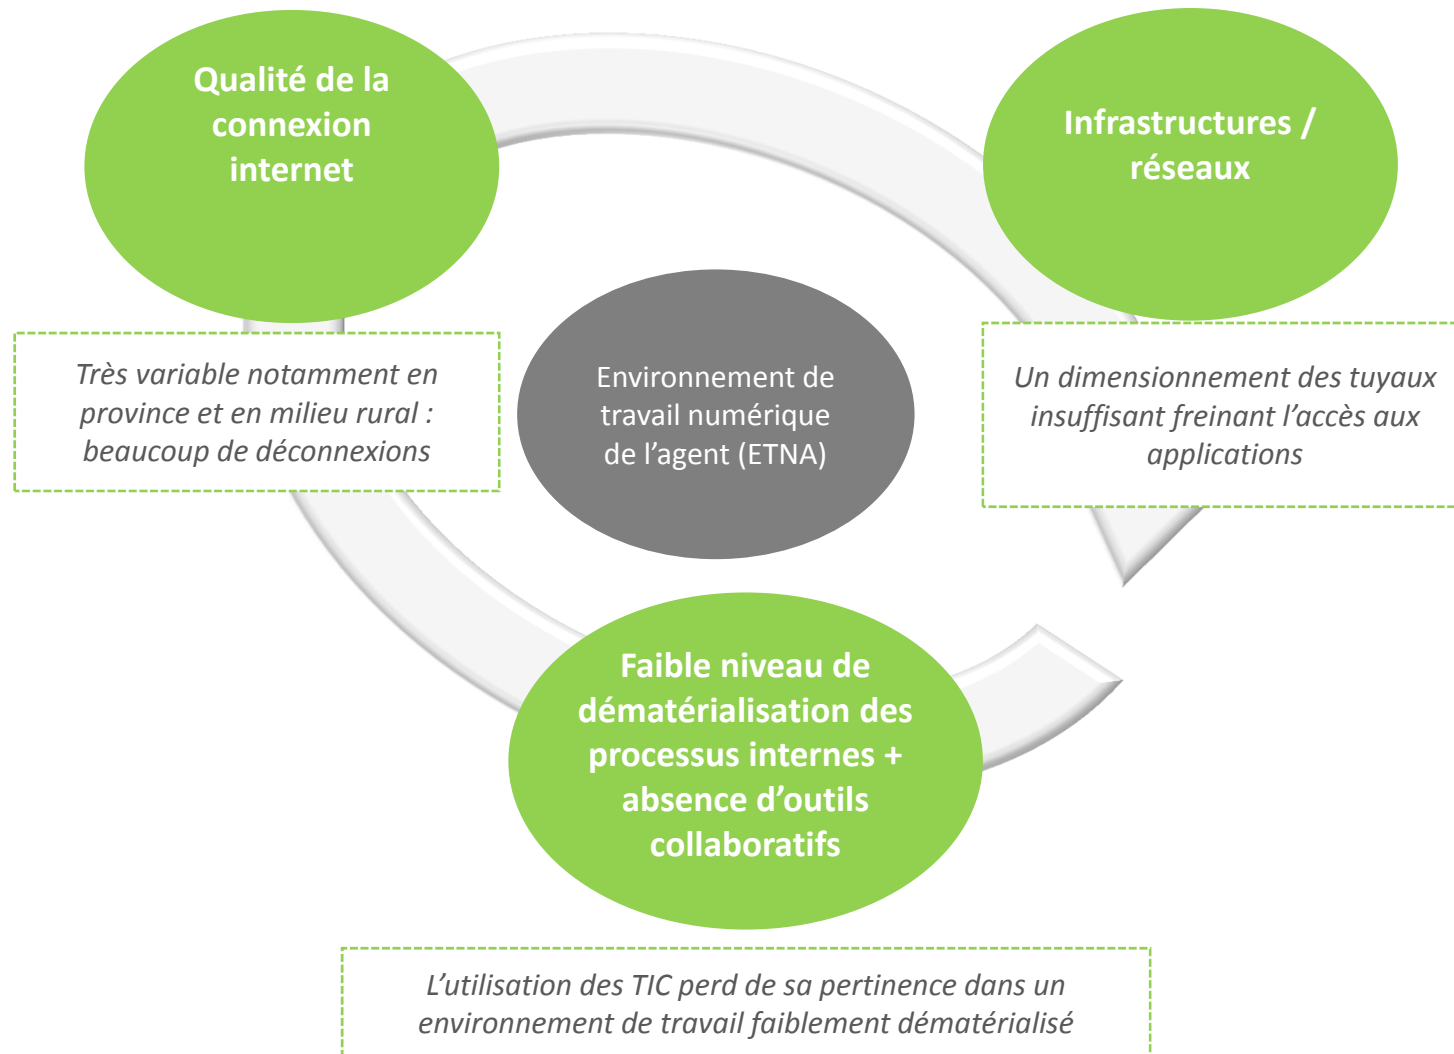 Qualité de la
connexion
internet
Infrastructures /
réseaux
Très variable notamment en
province et en milieu rural :
beaucoup de déconnexions
Environnement de
travail numérique
de l’agent (ETNA)
Un dimensionnement des tuyaux
insuffisant freinant l’accès aux
applications
Faible niveau de
dématérialisation des
processus internes +
absence d’outils
collaboratifs
L’utilisation des TIC perd de sa pertinence dans un
environnement de travail faiblement dématérialisé